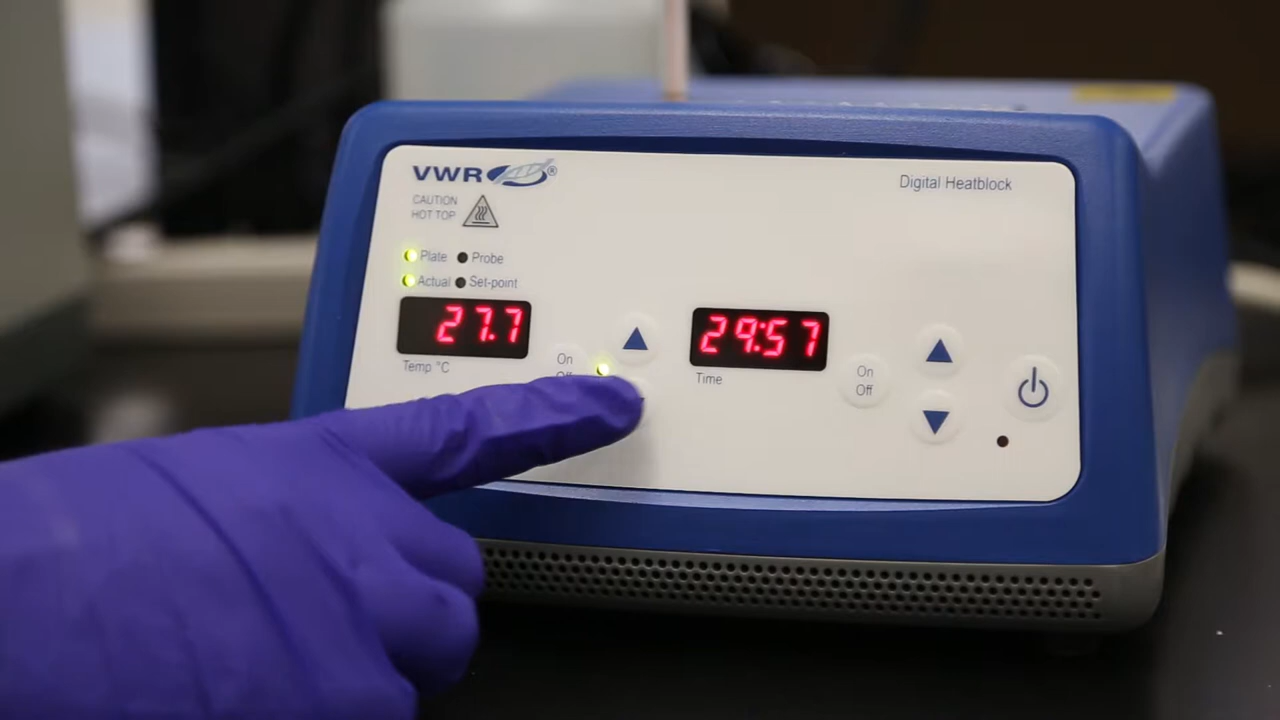 VWR®
Digital Heatblock
CAUTION
HOT TOP
Plate Probe
Actual Set-point
27.7
29:57
Temp °C
On
Off
Time
On
Off